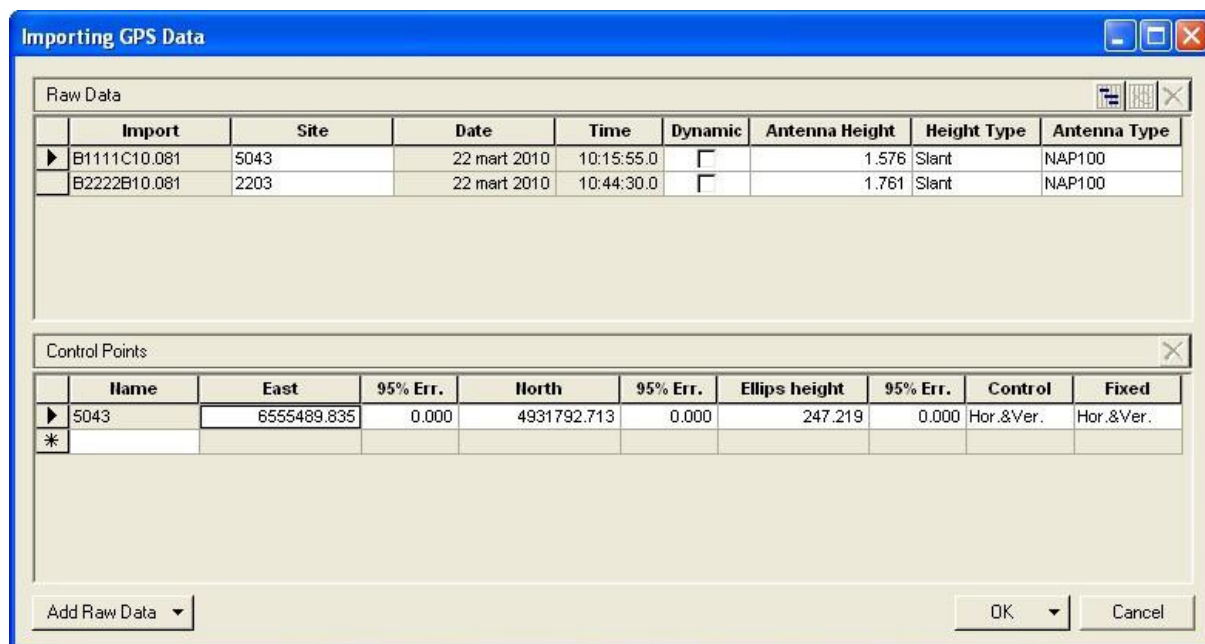 Importing GPS Data
Raw Data
Import Site Date Time Dynamic Antenna Height Height Type Antenna Type
B1111C10.081 5043 22 mart 2010 10:15:55.0 1.576 Slant NAP100
B2222B10.081 2203 22 mart 2010 10:44:30.0 1.761 Slant NAP100
Control Points
Name East 95% Err. North 95% Err. Ellips height 95% Err. Control Fixed
5043 6555489.835 0.000 4931792.713 0.000 247.219 0.000 Hor.&Ver. Hor.&Ver.
Add Raw Data OK Cancel